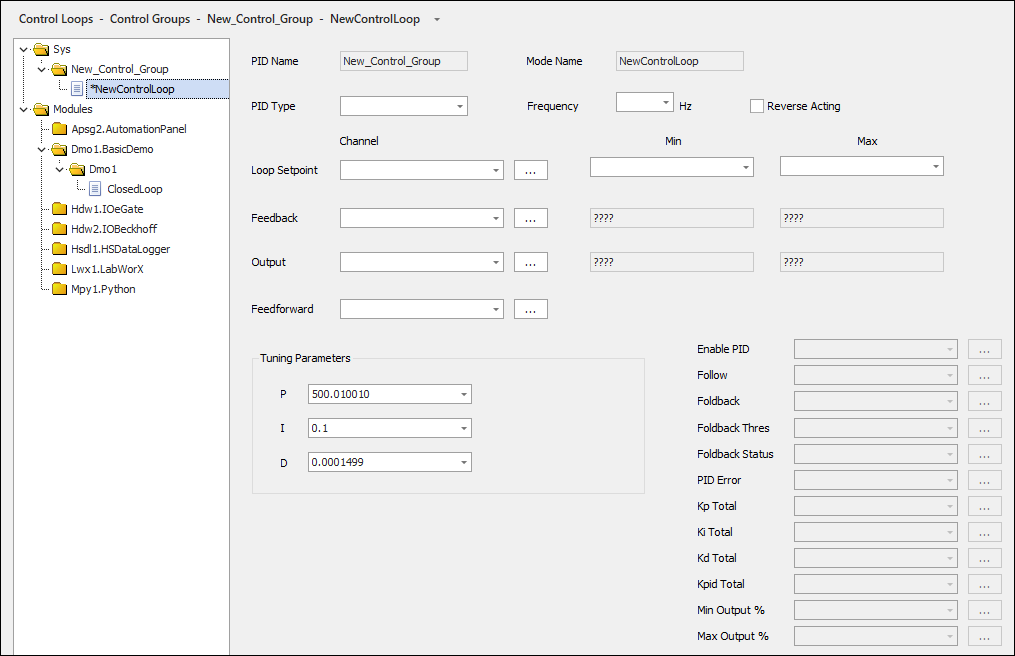 Control Loops - Control Groups - New_Control_Group - NewControlLoop
Sys
New_Control_Group
*NewControlLoop
Modules
Apsg2.AutomationPanel
Dmo1.BasicDemo
Dmo1
ClosedLoop
Hdw1.IOeGate
Hdw2.IOBeckhoff
Hsdl1.HSDataLogger
Lwx1.LabWorX
Mpy1.Python
PID Name New_Control_Group Mode Name NewControlLoop
PID Type Frequency Hz Reverse Acting
Channel Min Max
Loop Setpoint ...
Feedback ... ???? ????
Output ... ???? ????
Feedforward ...
Tuning Parameters
P 500.010010
I 0.1
D 0.0001499
Enable PID ...
Follow ...
Foldback ...
Foldback Thres ...
Foldback Status ...
PID Error ...
Kp Total ...
Ki Total ...
Kd Total ...
Kpid Total ...
Min Output % ...
Max Output % ...